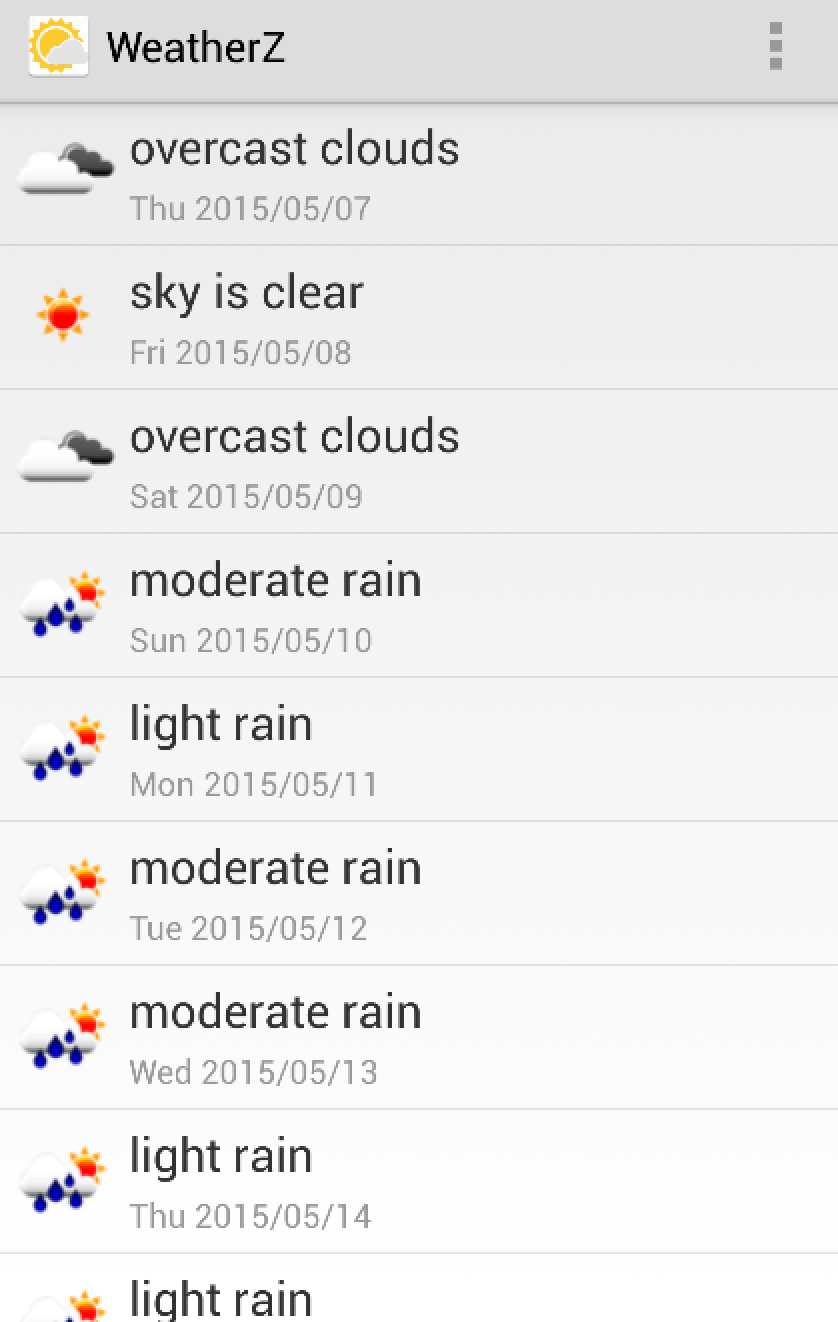 WeatherZ
overcast clouds
Thu 2015/05/07
sky is clear
Fri 2015/05/08
overcast clouds
Sat 2015/05/09
moderate rain
Sun 2015/05/10
light rain
Mon 2015/05/11
moderate rain
Tue 2015/05/12
moderate rain
Wed 2015/05/13
light rain
Thu 2015/05/14
light rain